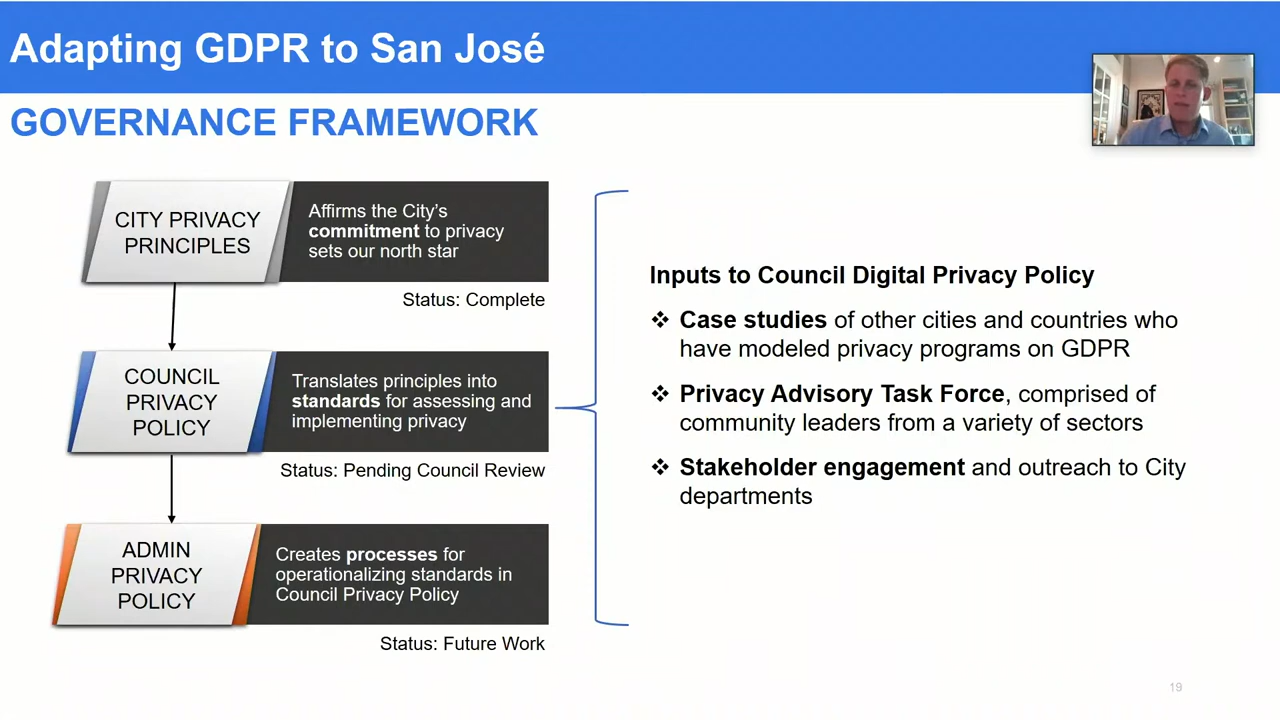 Adapting GDPR to San José
GOVERNANCE FRAMEWORK
CITY PRIVACY
PRINCIPLES
Affirms the City’s
commitment to privacy
sets our north star
Status: Complete
COUNCIL
PRIVACY
POLICY
Translates principles into
standards for assessing and
implementing privacy
Status: Pending Council Review
ADMIN
PRIVACY
POLICY
Creates processes for
operationalizing standards in
Council Privacy Policy
Status: Future Work
Inputs to Council Digital Privacy Policy
❖ Case studies of other cities and countries who
have modeled privacy programs on GDPR
❖ Privacy Advisory Task Force, comprised of
community leaders from a variety of sectors
❖ Stakeholder engagement and outreach to City
departments
19